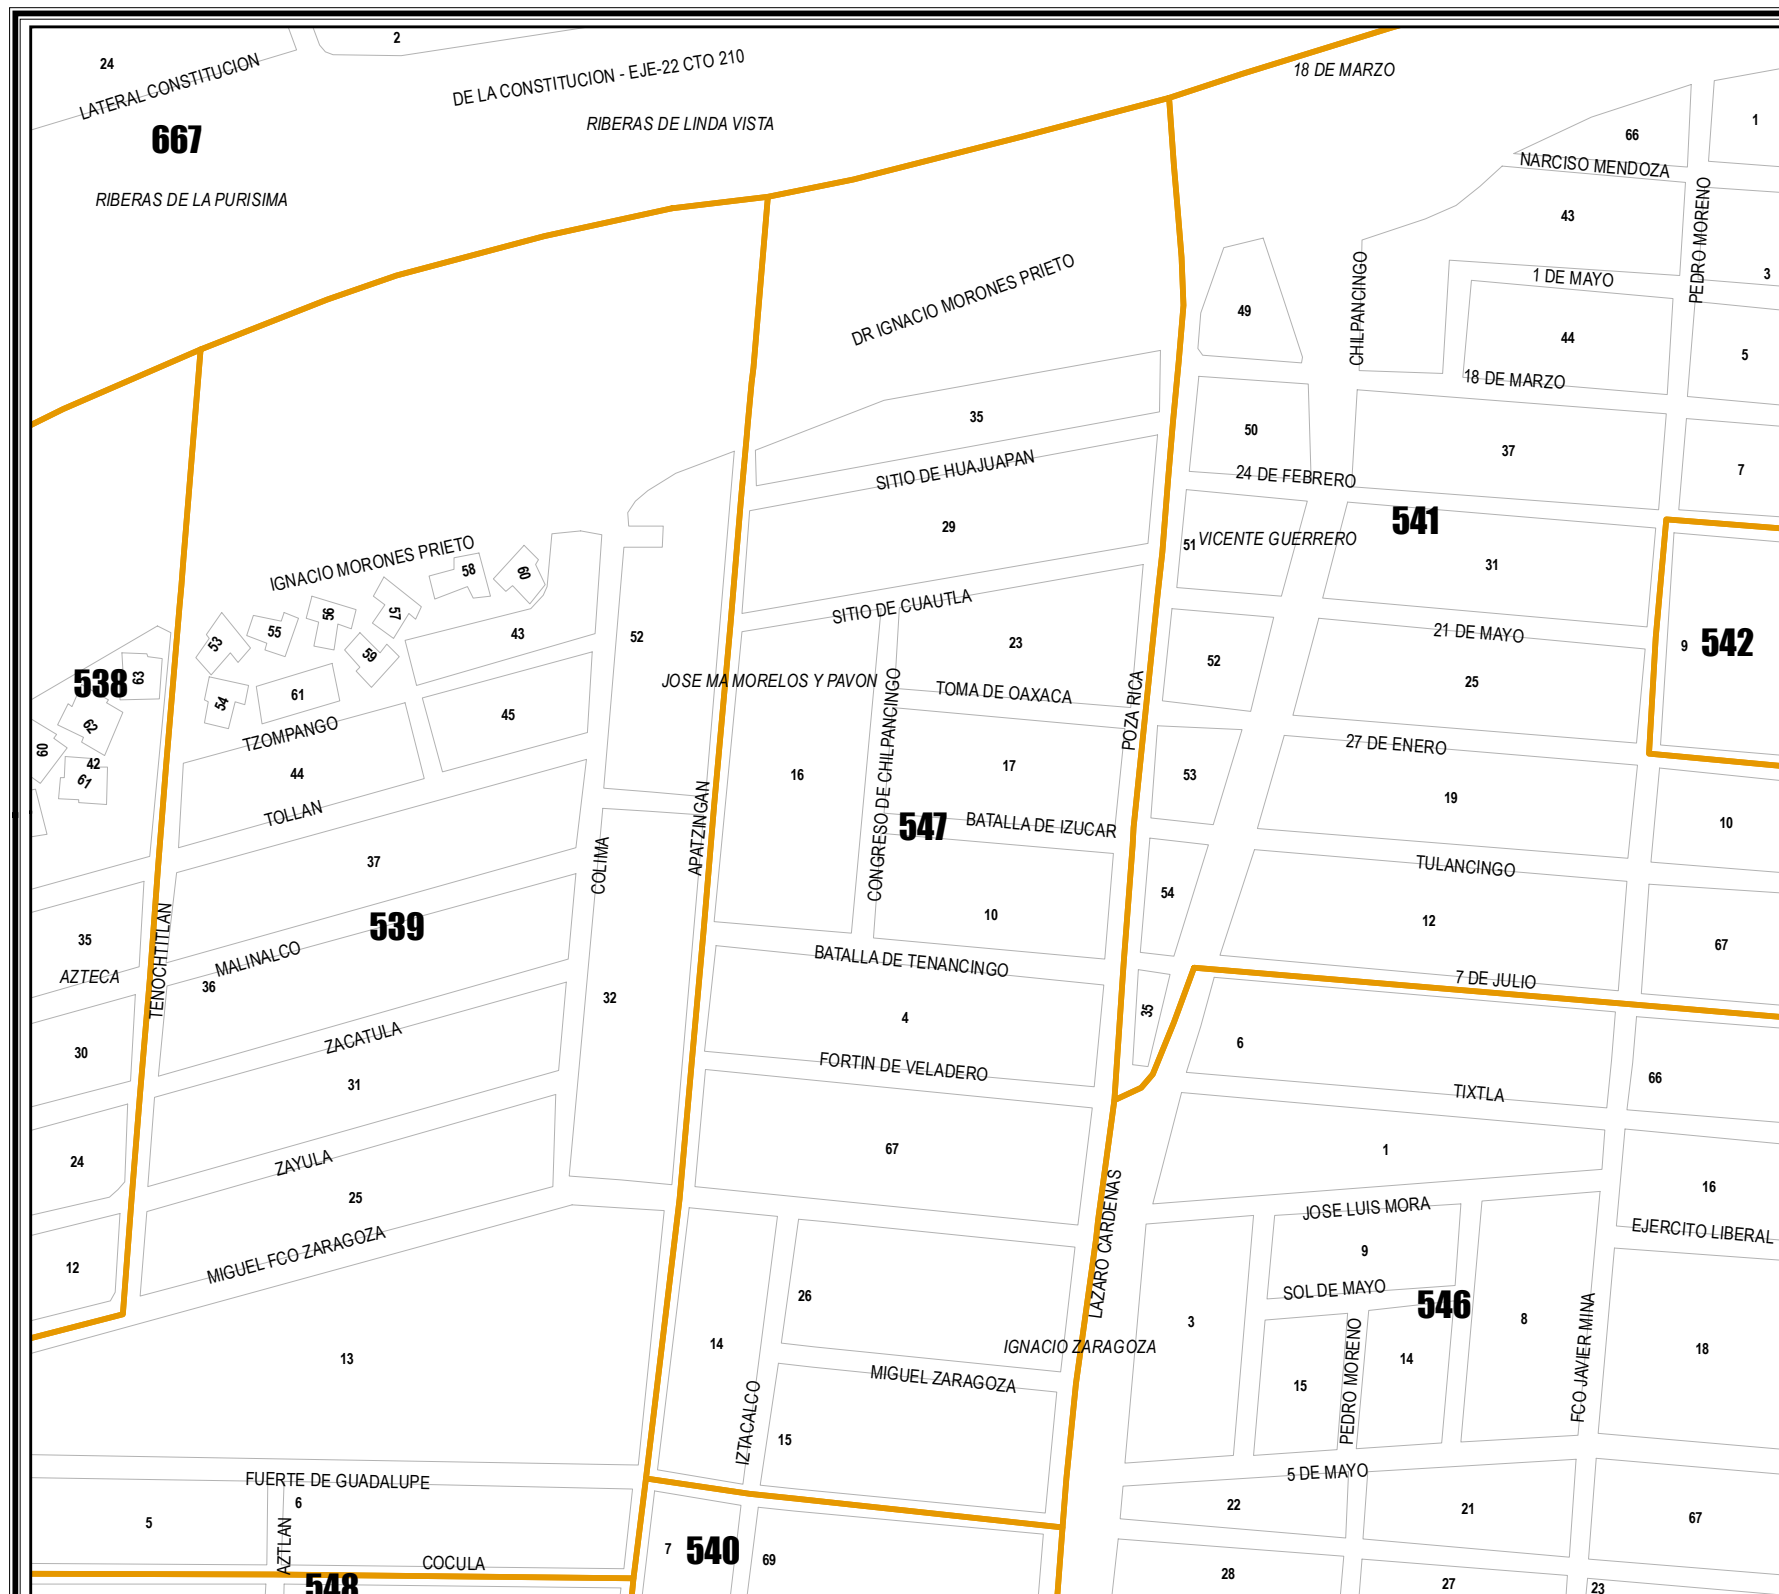 24
2
LATERAL CONSTITUCION
DE LA CONSTITUCION - EJE-22 CTO 210
18 DE MARZO
667
RIBERAS DE LINDA VISTA
RIBERAS DE LA PURISIMA
66
1
NARCISO MENDOZA
PEDRO MORENO
43
3
1 DE MAYO
DR IGNACIO MORONES PRIETO
CHILPANCINGO
49
44
5
18 DE MARZO
35
50
37
7
SITIO DE HUAJUAPAN
24 DE FEBRERO
29
541
51
VICENTE GUERRERO
31
IGNACIO MORONES PRIETO
58
60
57
56
55
53
59
43
54
61
52
SITIO DE CUAUTLA
23
21 DE MAYO
9
542
538
63
62
60
42
61
JOSE MA MORELOS Y PAVON
TOMA DE OAXACA
52
25
45
TZOMPANGO
POZA RICA
27 DE ENERO
44
16
CONGRESO DE CHILPANCINGO
17
53
19
TOLLAN
APATZINGAN
547
BATALLA DE IZUCAR
10
37
COLIMA
TULANCINGO
539
54
12
10
67
35
TENOCHTITLAN
AZTECA
MALINALCO
36
32
BATALLA DE TENANCINGO
7 DE JULIO
4
35
30
ZACATULA
6
31
FORTIN DE VELADERO
TIXTLA
66
24
ZAYULA
67
1
25
LAZARO CARDENAS
16
JOSE LUIS MORA
EJERCITO LIBERAL
12
MIGUEL FCO ZARAGOZA
9
26
SOL DE MAYO
546
3
8
14
IGNACIO ZARAGOZA
18
13
PEDRO MORENO
14
FCO JAVIER MINA
MIGUEL ZARAGOZA
15
IZTACALCO
15
5 DE MAYO
FUERTE DE GUADALUPE
6
22
21
5
67
AZTLAN
COCULA
7
540
69
548
28
27
23